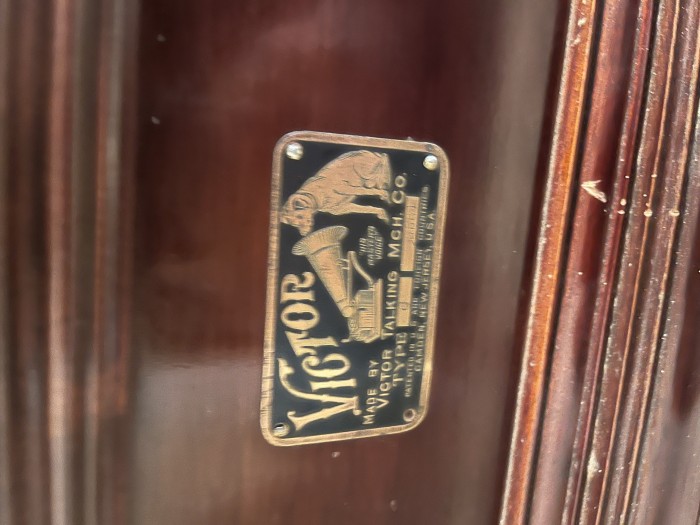 VICTOR
HIS
MASTER'S
VOICE
MADE BY
VICTOR TALKING MCH. CO.
TYPE
PATENTED IN U.S. AND FOREIGN COUNTRIES
CAMDEN, NEW JERSEY, U.S.A.